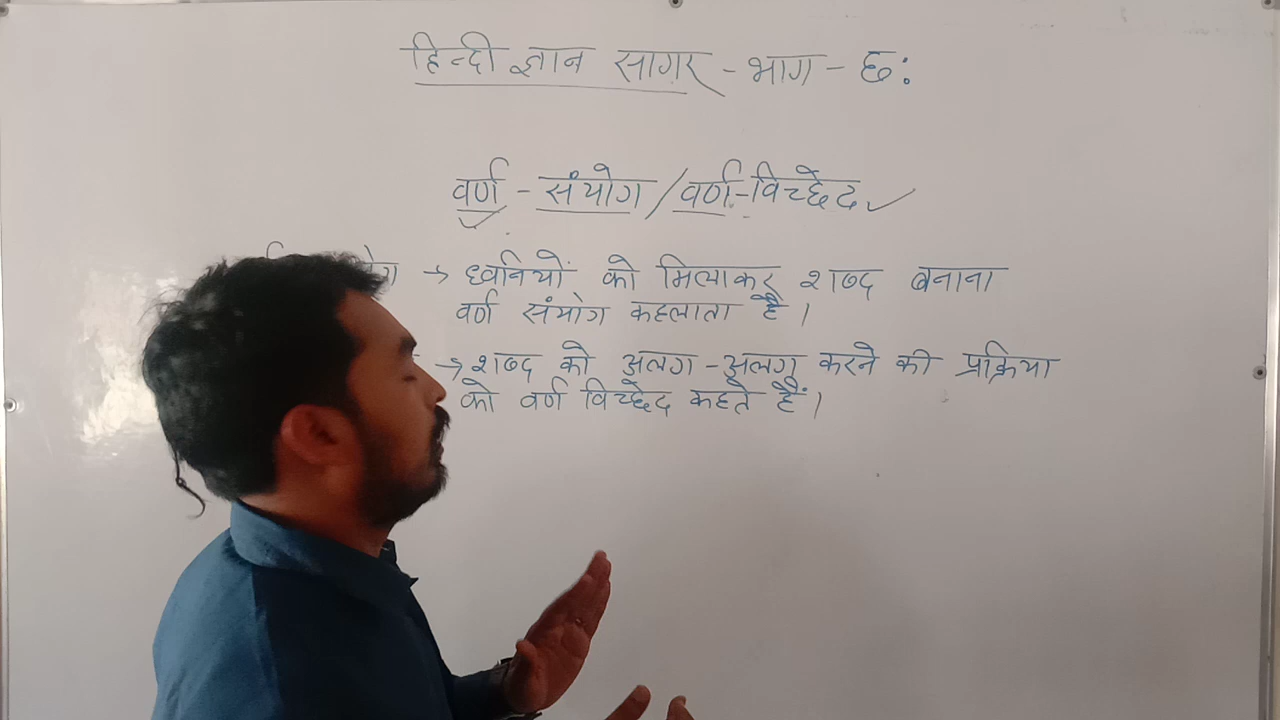 हिन्दी ज्ञान सागर - भाग - छः
वर्ण - संयोग / वर्ण-विच्छेद
→ ध्वनियों को मिलाकर शब्द बनाना
वर्ण संयोग कहलाता है।
→ शब्द को अलग-अलग करने की प्रक्रिया
को वर्ण विच्छेद कहते हैं।